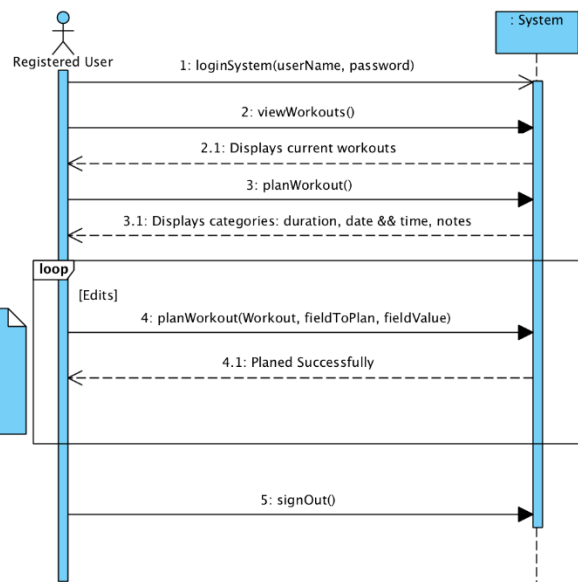 : System
Registered User
1: loginSystem(userName, password)
2: viewWorkouts()
2.1: Displays current workouts
3: planWorkout()
3.1: Displays categories: duration, date && time, notes
loop
[Edits]
4: planWorkout(Workout, fieldToPlan, fieldValue)
4.1: Planed Successfully
5: signOut()